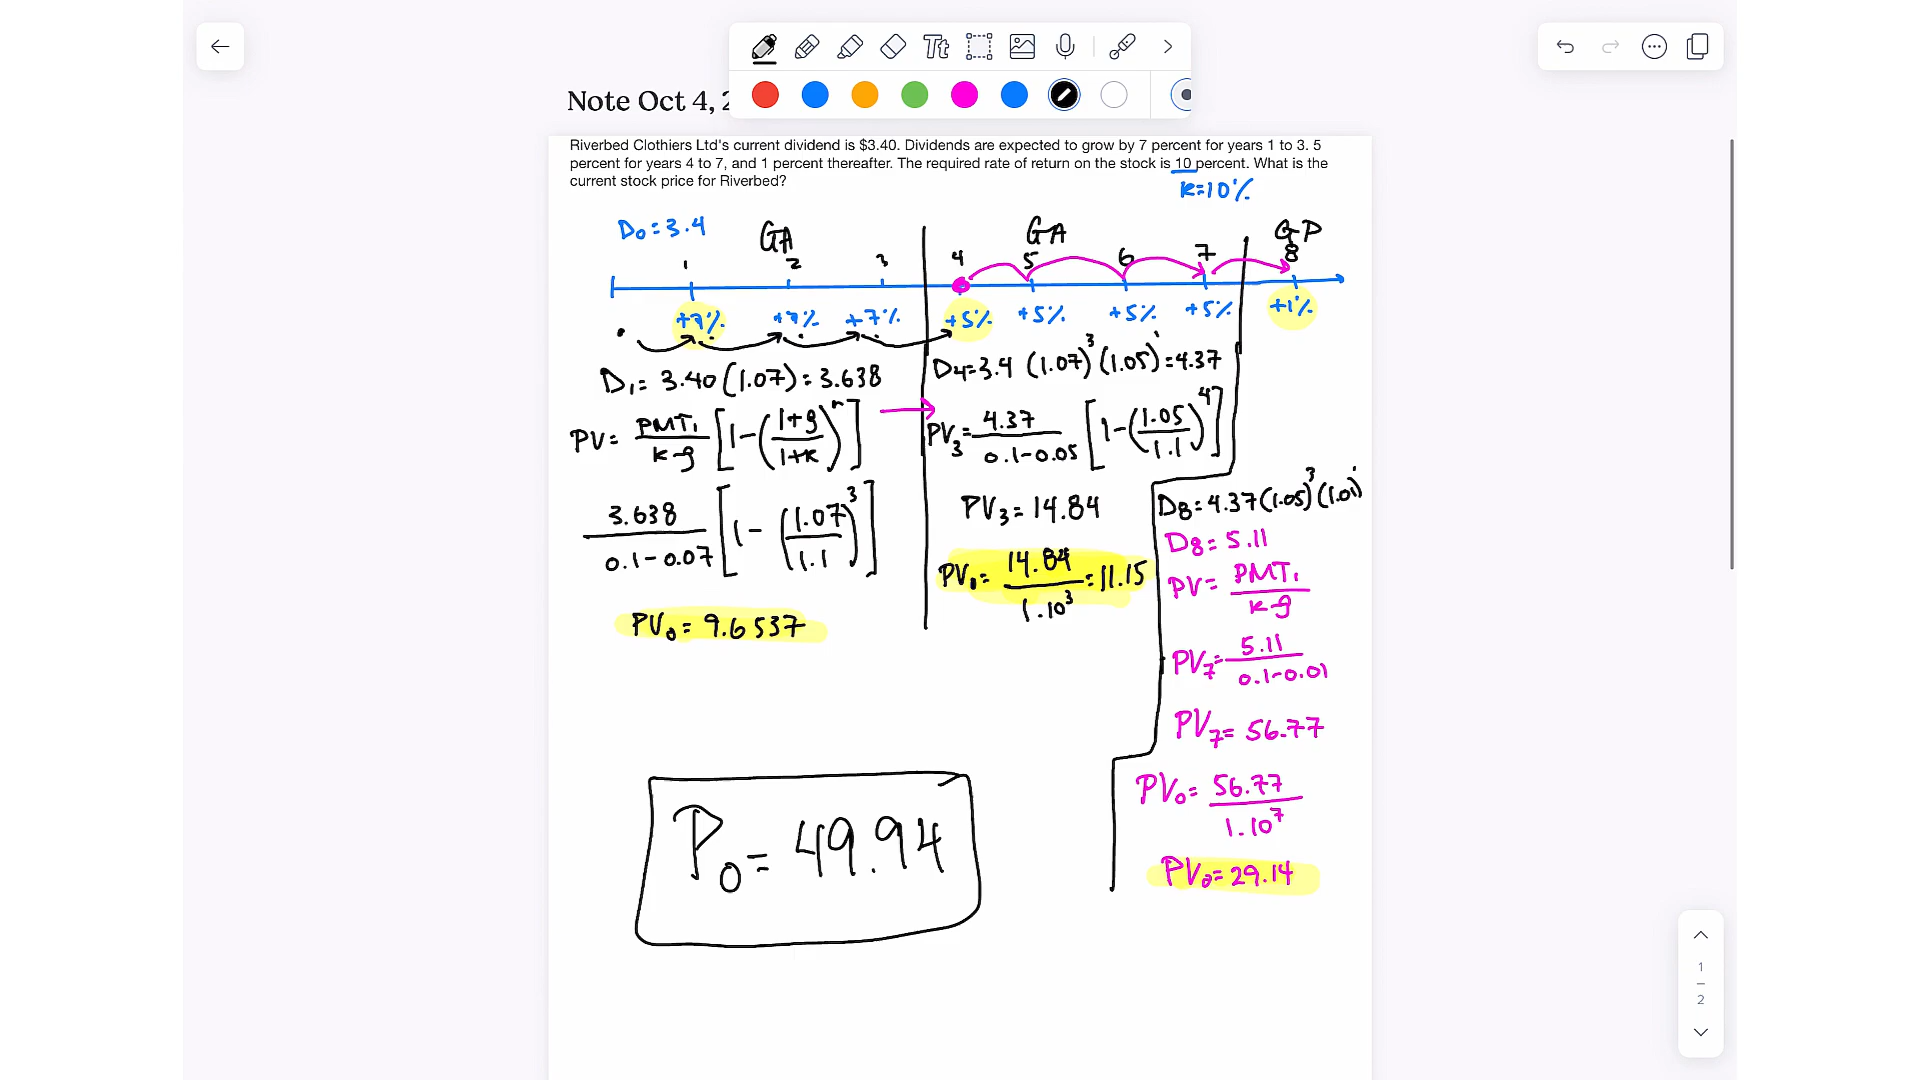 Note Oct 4, 2
Tt
Riverbed Clothiers Ltd's current dividend is $3.40. Dividends are expected to grow by 7 percent for years 1 to 3. 5
percent for years 4 to 7, and 1 percent thereafter. The required rate of return on the stock is 10 percent. What is the
current stock price for Riverbed?
k=10%
D₀=3.4
GA
GA
GP
1 2 3 4 5 6 7 8
+7% +7% +7% +5% +5% +5% +5% +1%
D₁= 3.40(1.07)=3.638
PV= PMT₁/k-g [1-((1+g)/(1+k))ⁿ]
3.638/0.1-0.07 [1-(1.07/1.1)³]
PV₀= 9.6537
D4=3.4 (1.07)³(1.05)¹=4.37
PV₃= 4.37/0.1-0.05 [1-(1.05/1.1)⁴]
PV₃=14.84
PV₀= 14.84/1.10³=11.15
D8=4.37(1.05)³(1.01)¹
D8=5.11
PV= PMT₁/k-g
PV₇= 5.11/0.1-0.01
PV₇= 56.77
PV₀= 56.77/1.10⁷
PV₀=29.14
P₀= 49.94
1
2